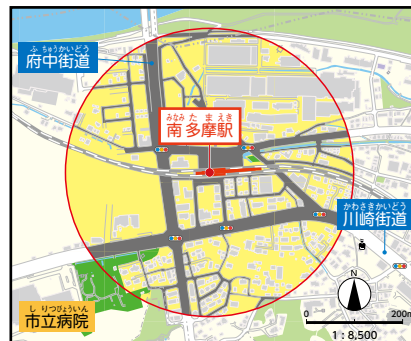 ふちゅうかいどう
府中街道
みなみたまえき
南多摩駅
かわさきかいどう
川崎街道
しりつびょういん
市立病院
N
0 200m
1 : 8,500